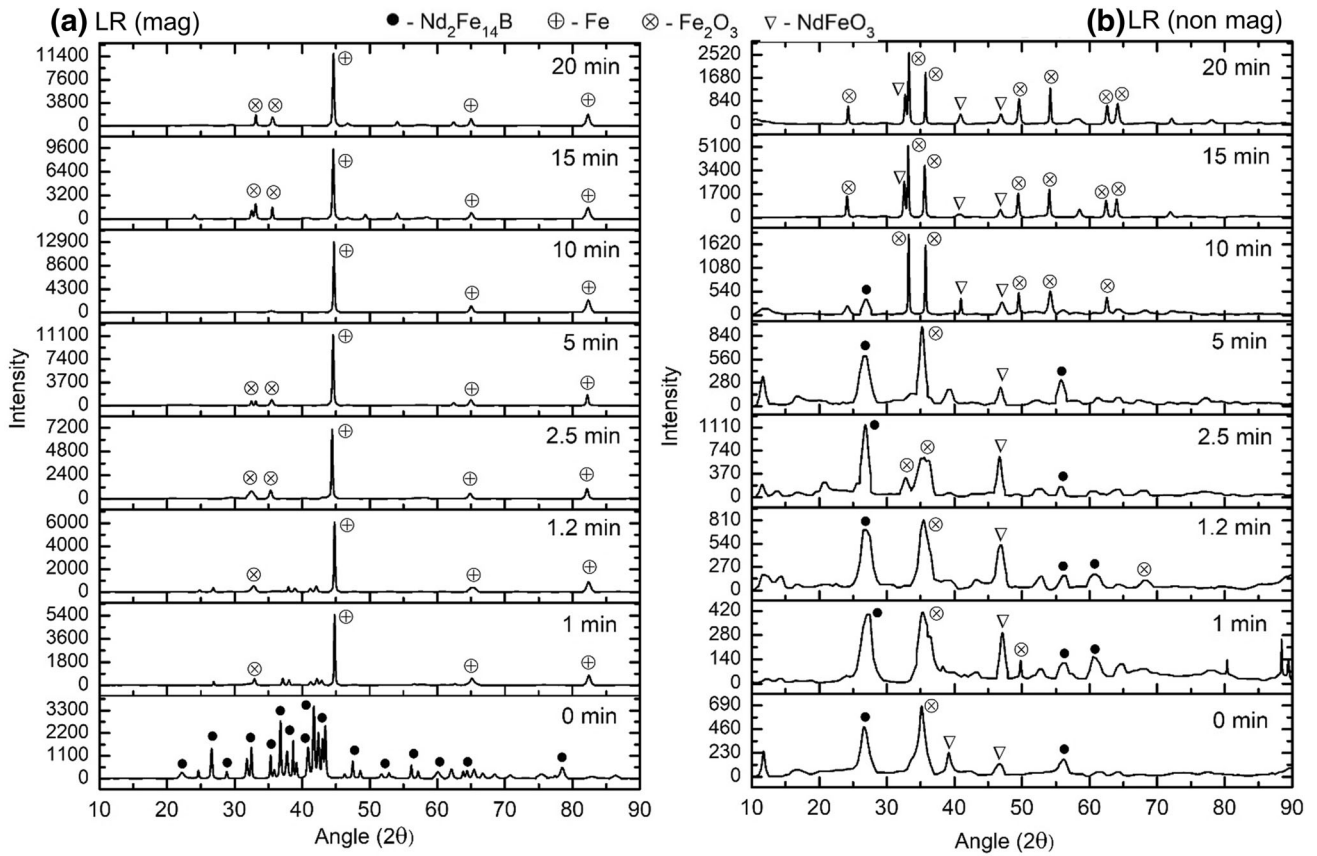 (a) LR (mag) ● - Nd₂Fe₁₄B ⊕ - Fe ⊗ - Fe₂O₃ ▽ - NdFeO₃ (b) LR (non mag)
Intensity
11400
7600
3800
0
20 min
9600
6400
3200
0
15 min
12900
8600
4300
0
10 min
11100
7400
3700
0
5 min
7200
4800
2400
0
2.5 min
6000
4000
2000
0
1.2 min
5400
3600
1800
0
1 min
3300
2200
1100
0
0 min
10 20 30 40 50 60 70 80 90
Angle (2θ)
Intensity
2520
1680
840
0
20 min
5100
3400
1700
0
15 min
1620
1080
540
0
10 min
840
560
280
0
5 min
1110
740
370
0
2.5 min
810
540
270
0
1.2 min
420
280
140
0
1 min
690
460
230
0
0 min
10 20 30 40 50 60 70 80 90
Angle (2θ)